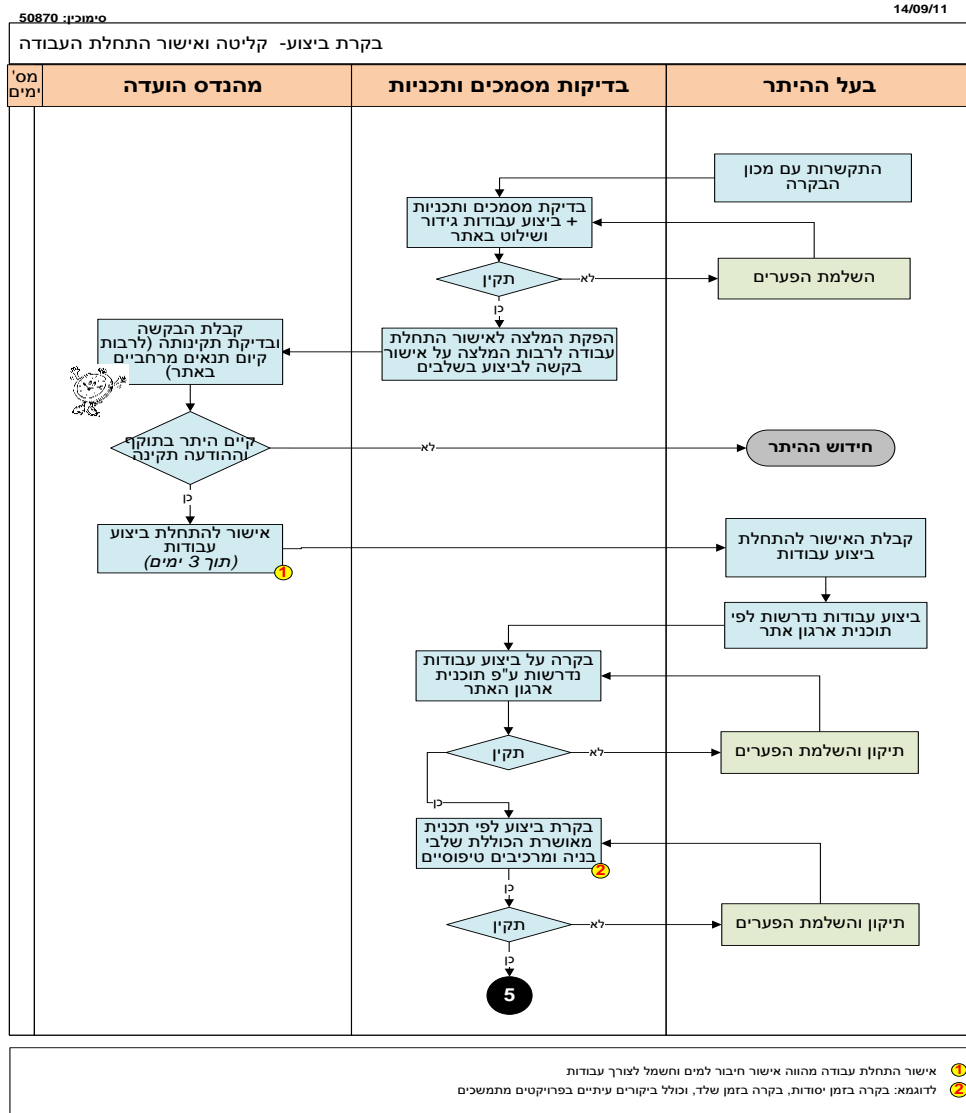 14/09/11
סימוכין: 50870
בקרת ביצוע- קליטה ואישור התחלת העבודה
בעל ההיתר
בדיקות מסמכים ותכניות
מהנדס הועדה
מס'
ימים
התקשרות עם מכון
הבקרה
בדיקת מסמכים ותכניות
+ ביצוע עבודות גידור
ושילוט באתר
תקין
לא
השלמת הפערים
כן
הפקת המלצה לאישור התחלת
עבודה לרבות המלצה על אישור
בקשה לביצוע בשלבים
קבלת הבקשה
ובדיקת תקינותה (לרבות
קיום תנאים מרחביים
באתר)
קיים היתר בתוקף
וההודעה תקינה
לא
חידוש ההיתר
כן
אישור להתחלת ביצוע
עבודות
(תוך 3 ימים)
1
קבלת האישור להתחלת
ביצוע עבודות
ביצוע עבודות נדרשות לפי
תוכנית ארגון אתר
בקרה על ביצוע עבודות
נדרשות ע"פ תוכנית
ארגון האתר
תקין
לא
תיקון והשלמת הפערים
כן
בקרת ביצוע לפי תכנית
מאושרת הכוללת שלבי
בניה ומרכיבים טיפוסיים
2
כן
תקין
לא
תיקון והשלמת הפערים
כן
5
1 אישור התחלת עבודה מהווה אישור חיבור למים וחשמל לצורך עבודות
2 לדוגמא: בקרה בזמן יסודות, בקרה בזמן שלד, וכולל ביקורים עיתיים בפרויקטים מתמשכים